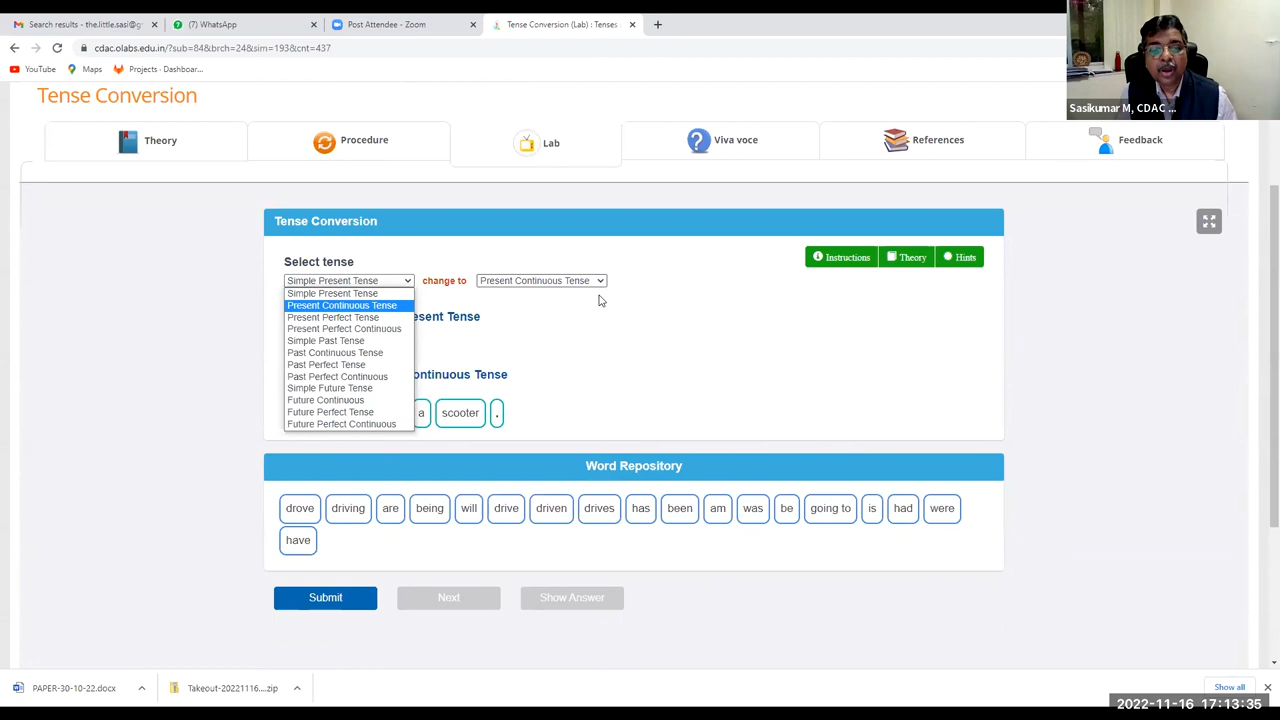 Search results - the.little.sasi@g
(7) WhatsApp
Post Attendee - Zoom
Tense Conversion (Lab) : Tenses
cdac.olabs.edu.in/?sub=84&brch=24&sim=193&cnt=437
YouTube
Maps
Projects · Dashboar...
Sasikumar M, CDAC ...
Tense Conversion
Theory
Procedure
Lab
Viva voce
References
Feedback
Tense Conversion
Select tense
Instructions
Theory
Hints
Simple Present Tense change to Present Continuous Tense
Simple Present Tense
Present Continuous Tense
Present Perfect Tense
Present Perfect Continuous
Simple Past Tense
Past Continuous Tense
Past Perfect Tense
Past Perfect Continuous
Simple Future Tense
Future Continuous
Future Perfect Tense
Future Perfect Continuous
esent Tense
ontinuous Tense
a scooter .
Word Repository
drove driving are being will drive driven drives has been am was be going to is had were
have
Submit
Next
Show Answer
PAPER-30-10-22.docx
Takeout-20221116....zip
Show all
2022-11-16 17:13:35